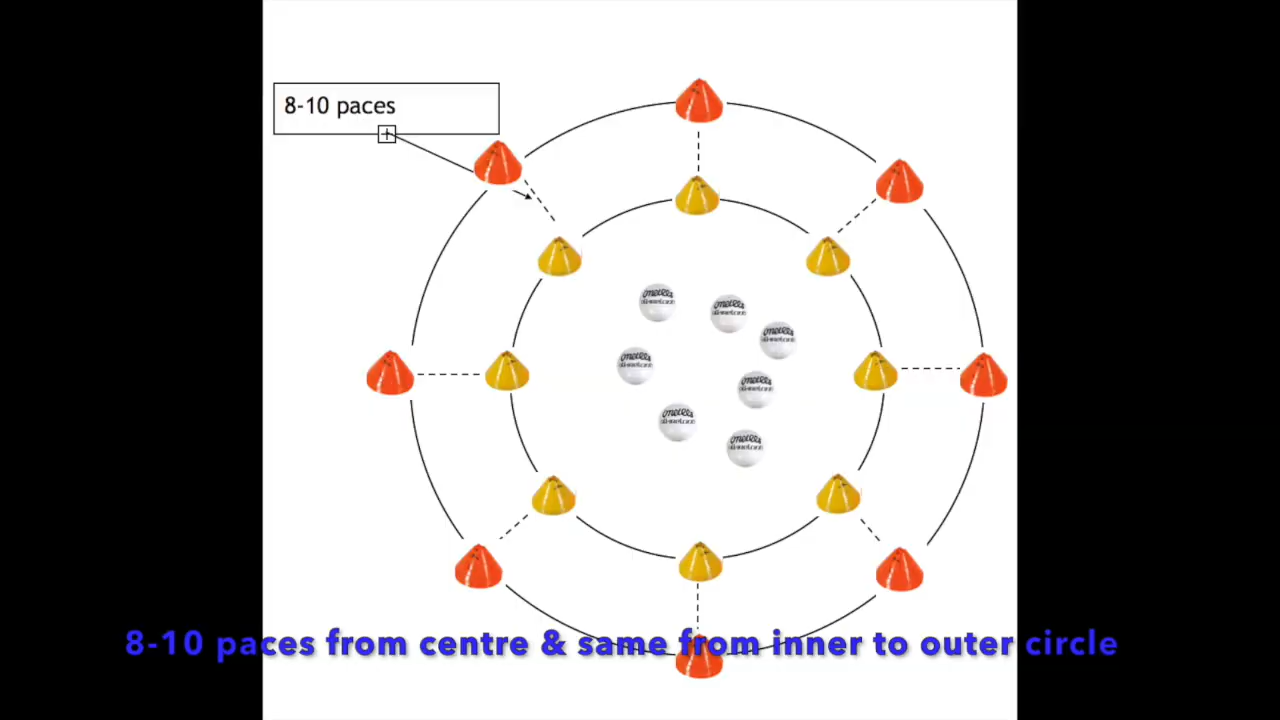 8-10 paces
8-10 paces from centre & same from inner to outer circle